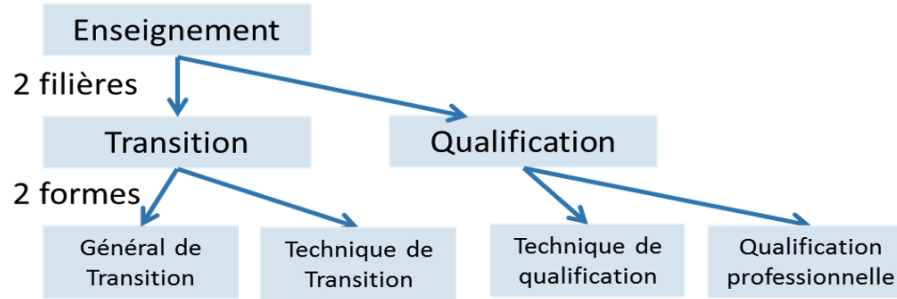 Enseignement
2 filières
Transition
Qualification
2 formes
Général de
Transition
Technique de
Transition
Technique de
qualification
Qualification
professionnelle